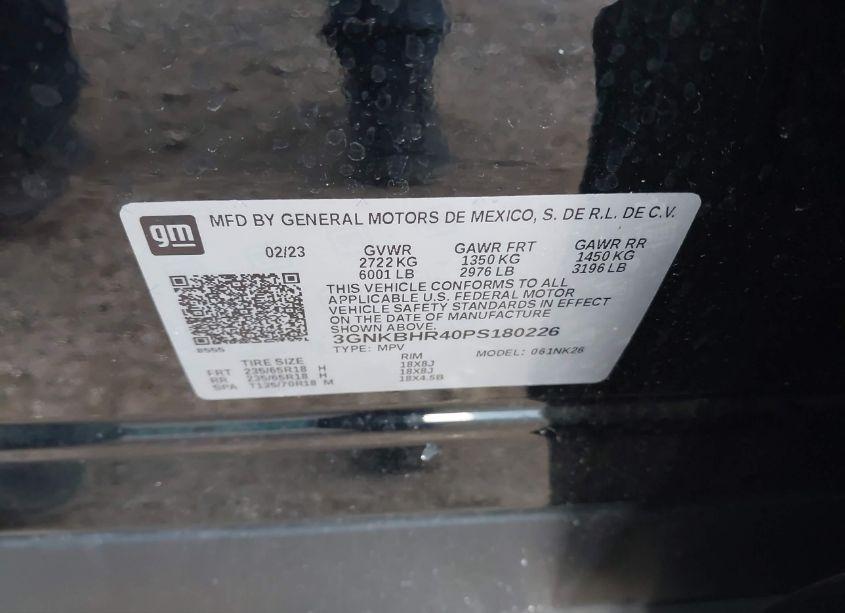 gm
MFD BY GENERAL MOTORS DE MEXICO, S. DE R.L. DE C.V.
02/23 GVWR GAWR FRT GAWR RR
2722 KG 1350 KG 1450 KG
6001 LB 2976 LB 3196 LB
THIS VEHICLE CONFORMS TO ALL
APPLICABLE U.S. FEDERAL MOTOR
VEHICLE SAFETY STANDARDS IN EFFECT
ON THE DATE OF MANUFACTURE
SHOWN ABOVE.
3GNKBHR40PS180226
8555 TYPE: MPV MODEL: 061NK26
TIRE SIZE RIM
FRT 235/65R18 H 18X8J
RR 235/65R18 H 18X8J
SPA T135/70R18 M 18X4.5B